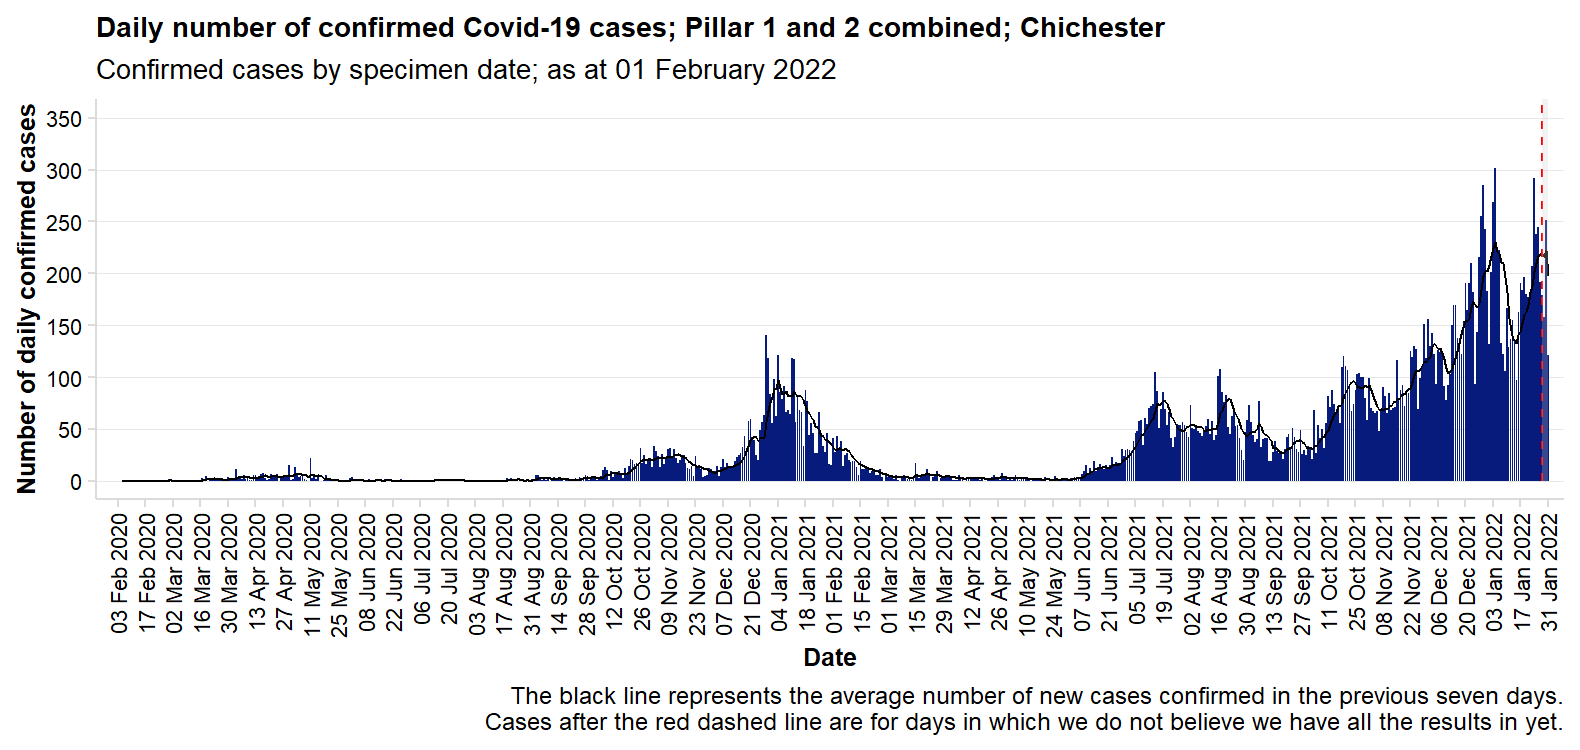 Daily number of confirmed Covid-19 cases; Pillar 1 and 2 combined; Chichester
Confirmed cases by specimen date; as at 01 February 2022
Number of daily confirmed cases
350
300
250
200
150
100
50
0
03 Feb 2020
17 Feb 2020
02 Mar 2020
16 Mar 2020
30 Mar 2020
13 Apr 2020
27 Apr 2020
11 May 2020
25 May 2020
08 Jun 2020
22 Jun 2020
06 Jul 2020
20 Jul 2020
03 Aug 2020
17 Aug 2020
31 Aug 2020
14 Sep 2020
28 Sep 2020
12 Oct 2020
26 Oct 2020
09 Nov 2020
23 Nov 2020
07 Dec 2020
21 Dec 2020
04 Jan 2021
18 Jan 2021
01 Feb 2021
15 Feb 2021
01 Mar 2021
15 Mar 2021
29 Mar 2021
12 Apr 2021
26 Apr 2021
10 May 2021
24 May 2021
07 Jun 2021
21 Jun 2021
05 Jul 2021
19 Jul 2021
02 Aug 2021
16 Aug 2021
30 Aug 2021
13 Sep 2021
27 Sep 2021
11 Oct 2021
25 Oct 2021
08 Nov 2021
22 Nov 2021
06 Dec 2021
20 Dec 2021
03 Jan 2022
17 Jan 2022
31 Jan 2022
Date
The black line represents the average number of new cases confirmed in the previous seven days.
Cases after the red dashed line are for days in which we do not believe we have all the results in yet.